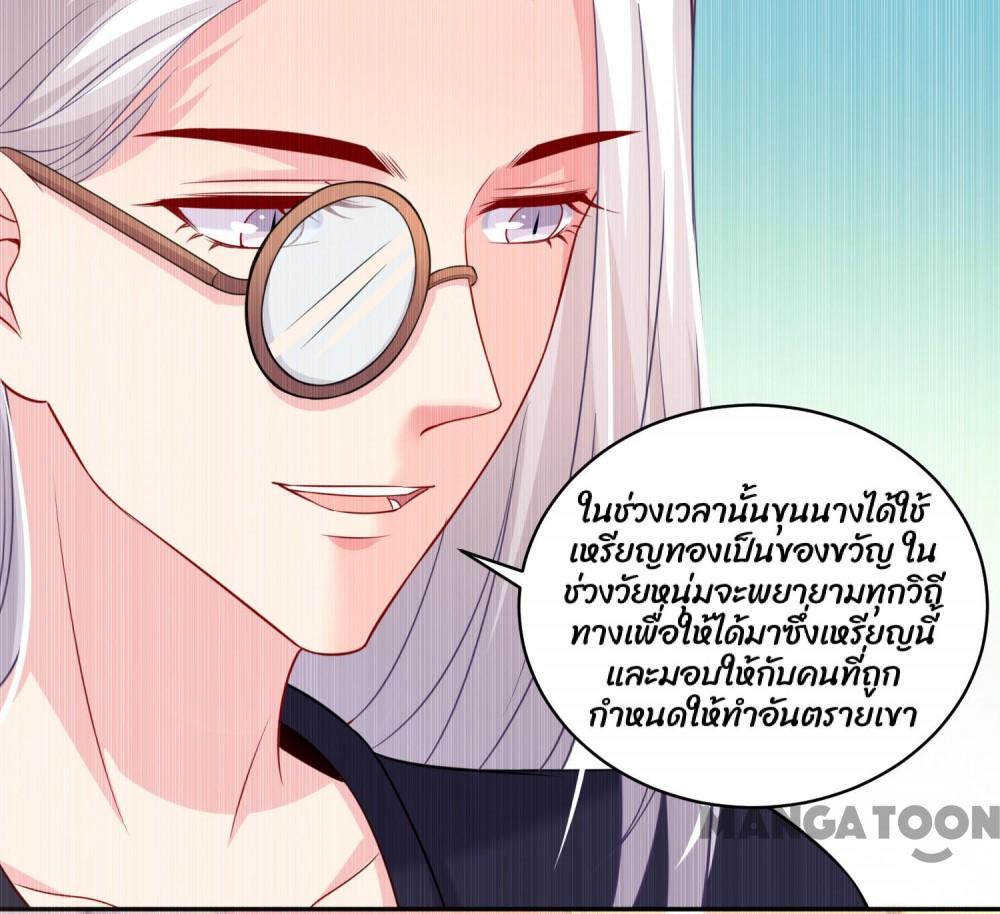 ในช่วงเวลานั้นขุนนางได้ใช้
เหรียญทองเป็นของขวัญ ใน
ช่วงวัยหนุ่มจะพยายามทุกวิถี
ทางเพื่อให้ได้มาซึ่งเหรียญนี้
และมอบให้กับคนที่ถูก
กำหนดให้ทำอันตรายเขา
MANGATOON